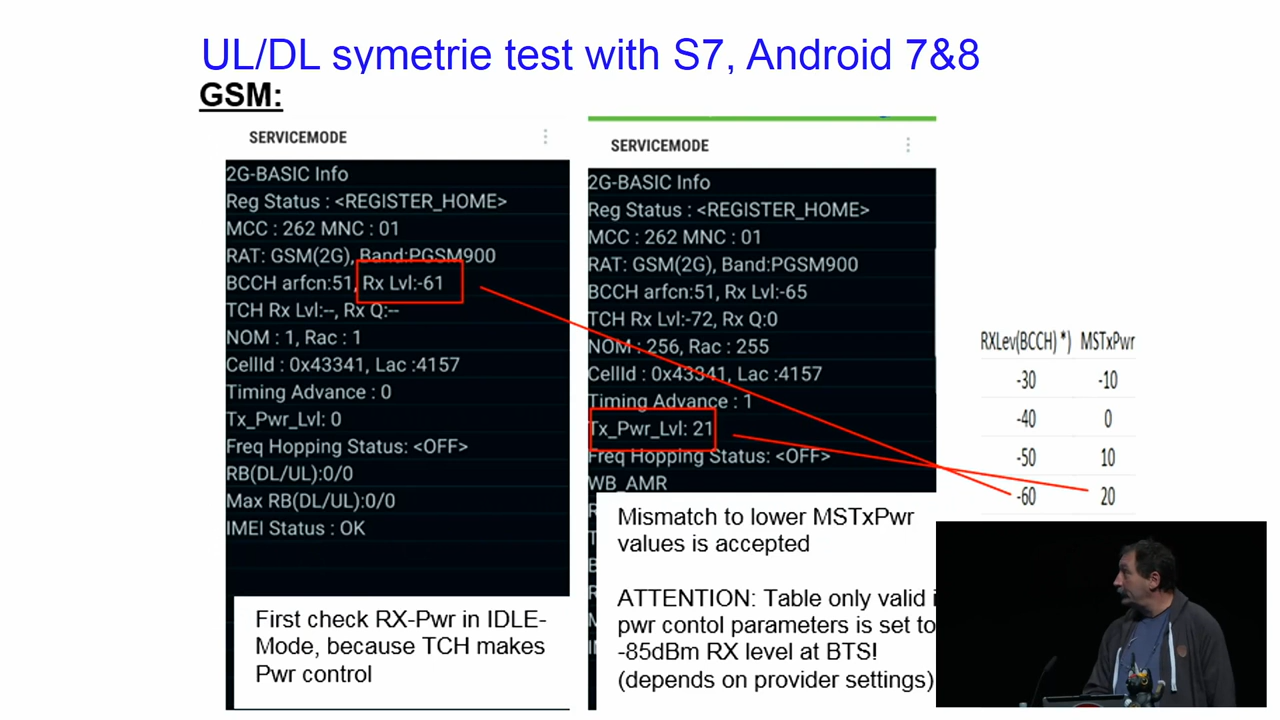 UL/DL symetrie test with S7, Android 7&8
GSM:
SERVICEMODE
2G-BASIC Info
Reg Status : <REGISTER_HOME>
MCC : 262 MNC : 01
RAT: GSM(2G), Band:PGSM900
BCCH arfcn:51, Rx Lvl:-61
TCH Rx Lvl:--, Rx Q:--
NOM : 1, Rac : 1
CellId : 0x43341, Lac :4157
Timing Advance : 0
Tx_Pwr_Lvl: 0
Freq Hopping Status: <OFF>
RB(DL/UL):0/0
Max RB(DL/UL):0/0
IMEI Status : OK
First check RX-Pwr in IDLE-
Mode, because TCH makes
Pwr control
SERVICEMODE
2G-BASIC Info
Reg Status : <REGISTER_HOME>
MCC : 262 MNC : 01
RAT: GSM(2G), Band:PGSM900
BCCH arfcn:51, Rx Lvl:-65
TCH Rx Lvl:-72, Rx Q:0
NOM : 256, Rac : 255
CellId : 0x43341, Lac :4157
Timing Advance : 1
Tx_Pwr_Lvl: 21
Freq Hopping Status: <OFF>
WB_AMR
Mismatch to lower MSTxPwr
values is accepted
ATTENTION: Table only valid
pwr contol parameters is set to
-85dBm RX level at BTS!
(depends on provider settings)
RXLev(BCCH) *) MSTxPwr
-30 -10
-40 0
-50 10
-60 20